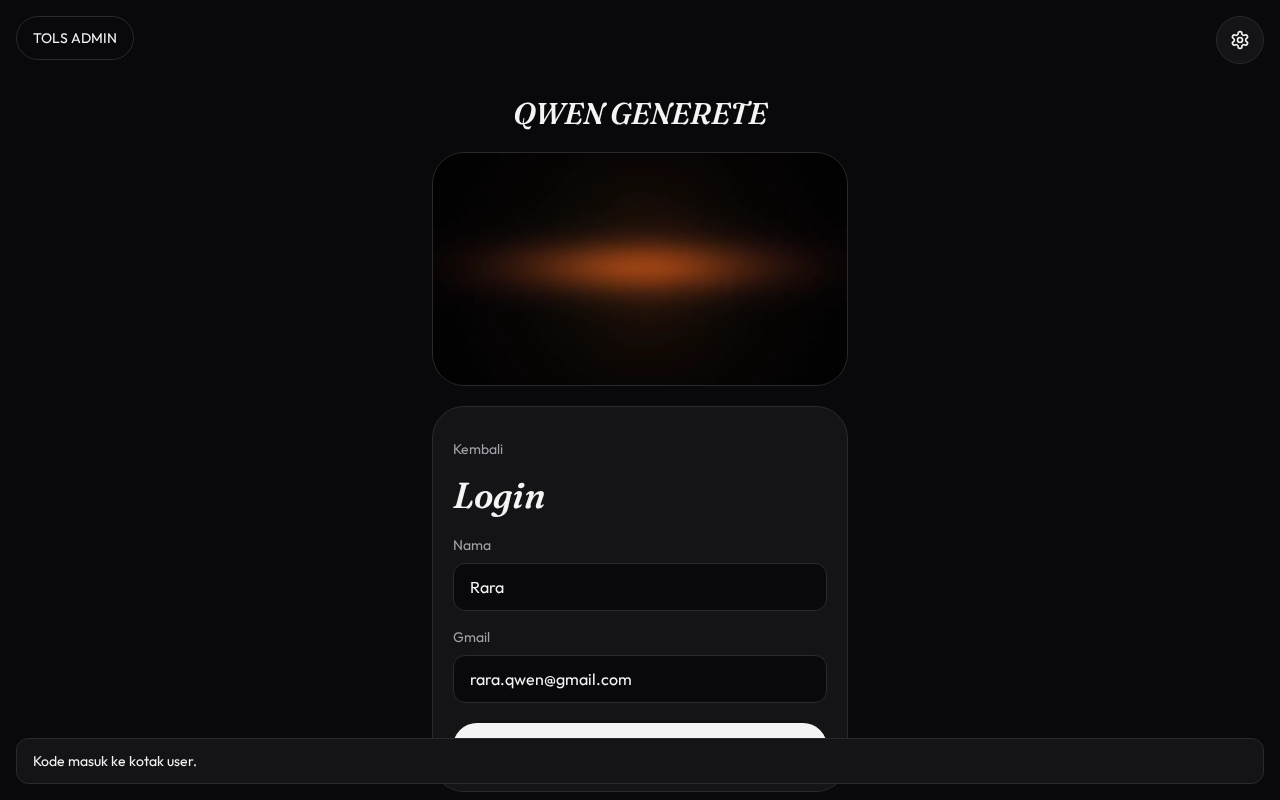 TOLS ADMIN
QWEN GENERETE
Kembali
Login
Nama
Rara
Gmail
rara.qwen@gmail.com
Kode masuk ke kotak user.